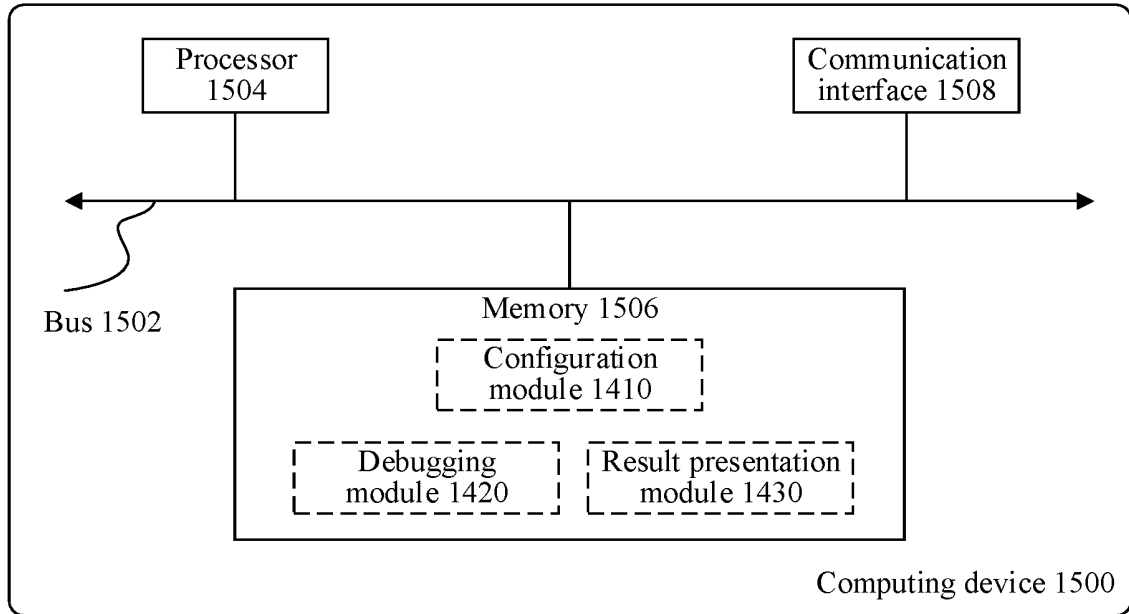 Processor
1504
Communication
interface 1508
Bus 1502
Memory 1506
Configuration
module 1410
Debugging
module 1420
Result presentation
module 1430
Computing device 1500